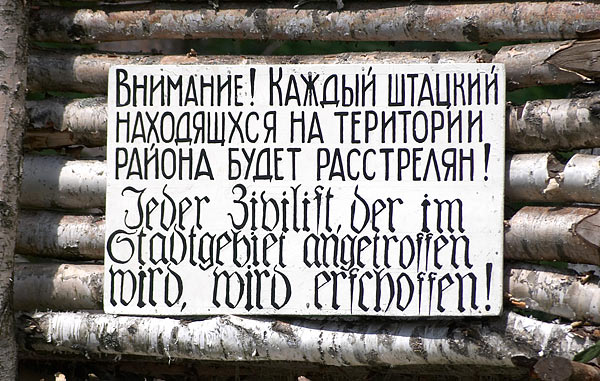 Внимание! Каждый штацкий
находящхся на територии
района будет расстрелян!
Jeder Zivilist, der im
Stadtgebiet angetroffen
wird, wird erschossen!